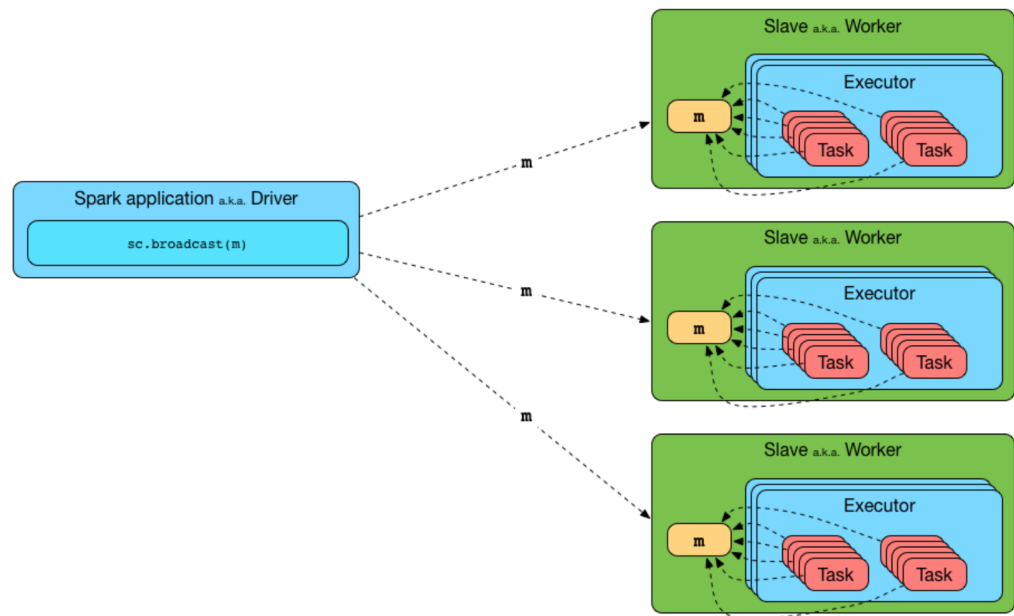 Slave a.k.a. Worker
Executor
m
Task
Task
m
Spark application a.k.a. Driver
sc.broadcast(m)
Slave a.k.a. Worker
m
Executor
m
Task
Task
m
Slave a.k.a. Worker
Executor
m
Task
Task